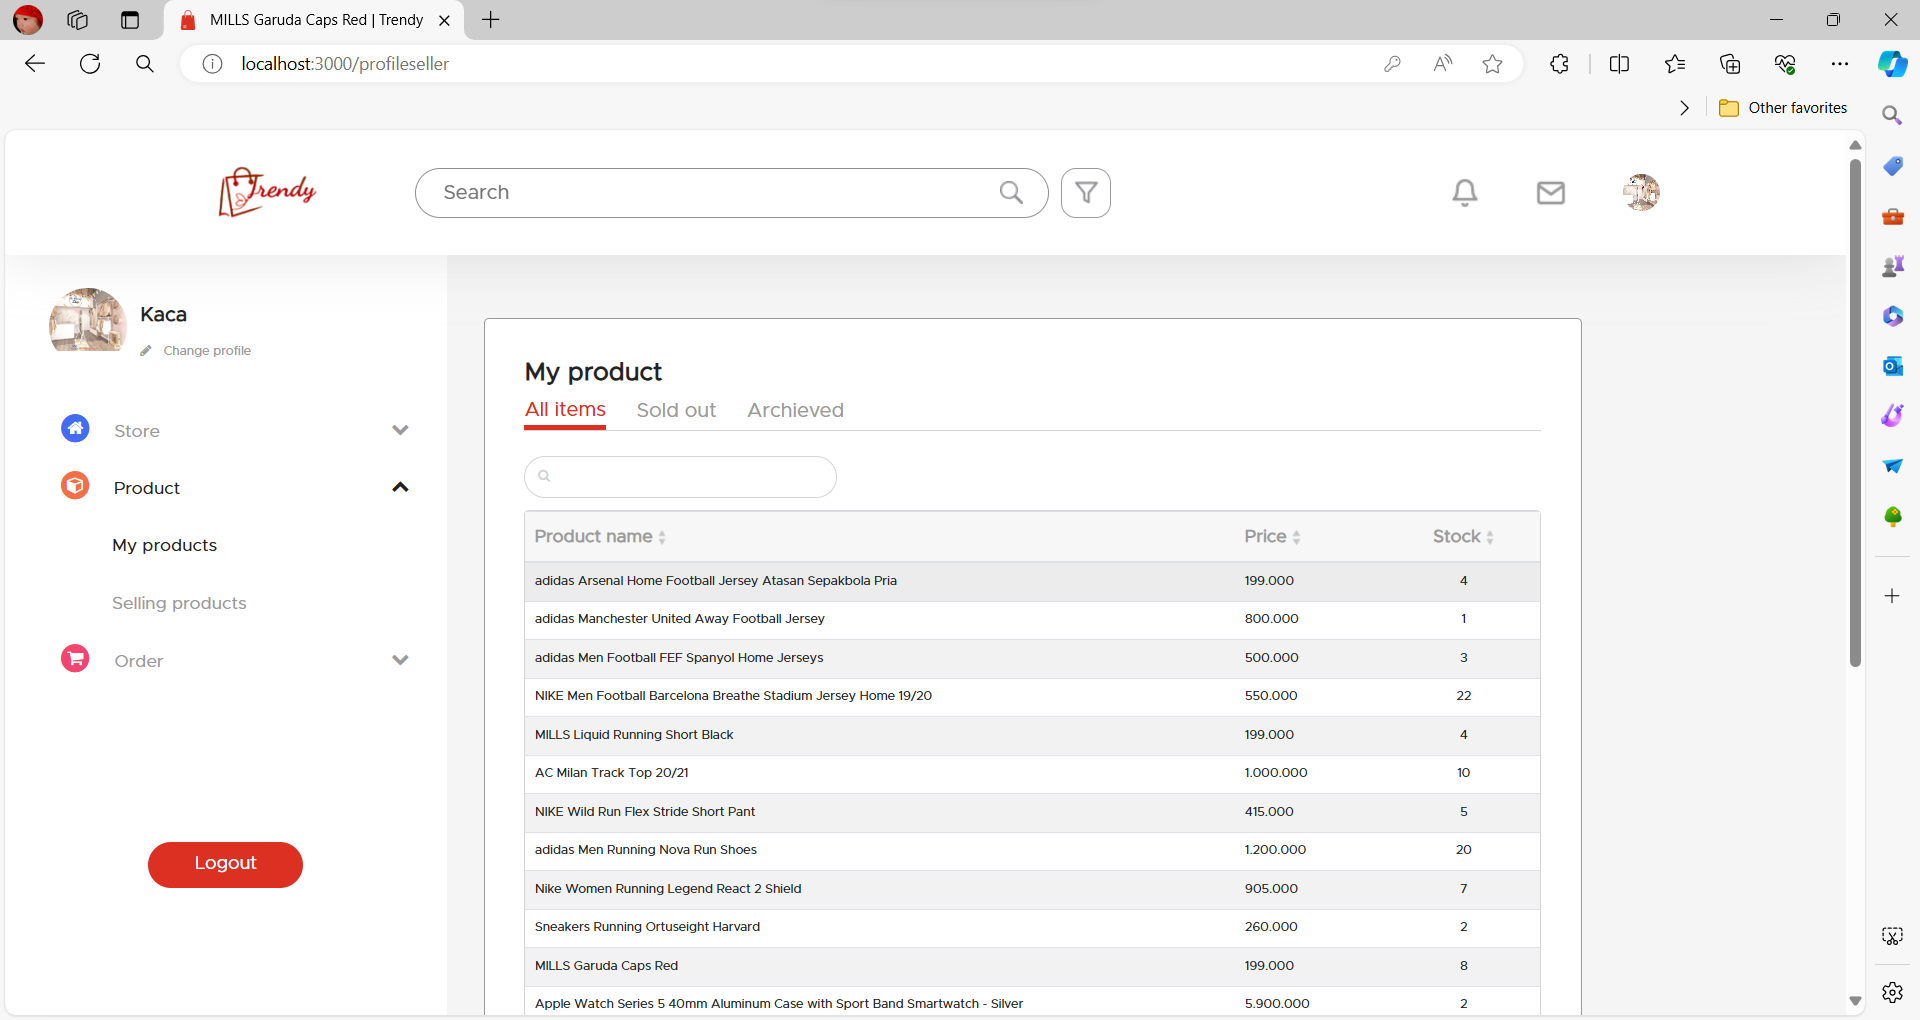 MILLS Garuda Caps Red | Trendy
localhost:3000/profileseller
Other favorites
Trendy
Search
Kaca
Change profile
Store
Product
My products
Selling products
Order
Logout
My product
All items Sold out Archieved
Product name Price Stock
adidas Arsenal Home Football Jersey Atasan Sepakbola Pria 199.000 4
adidas Manchester United Away Football Jersey 800.000 1
adidas Men Football FEF Spanyol Home Jerseys 500.000 3
NIKE Men Football Barcelona Breathe Stadium Jersey Home 19/20 550.000 22
MILLS Liquid Running Short Black 199.000 4
AC Milan Track Top 20/21 1.000.000 10
NIKE Wild Run Flex Stride Short Pant 415.000 5
adidas Men Running Nova Run Shoes 1.200.000 20
Nike Women Running Legend React 2 Shield 905.000 7
Sneakers Running Ortuseight Harvard 260.000 2
MILLS Garuda Caps Red 199.000 8
Apple Watch Series 5 40mm Aluminum Case with Sport Band Smartwatch - Silver 5.900.000 2